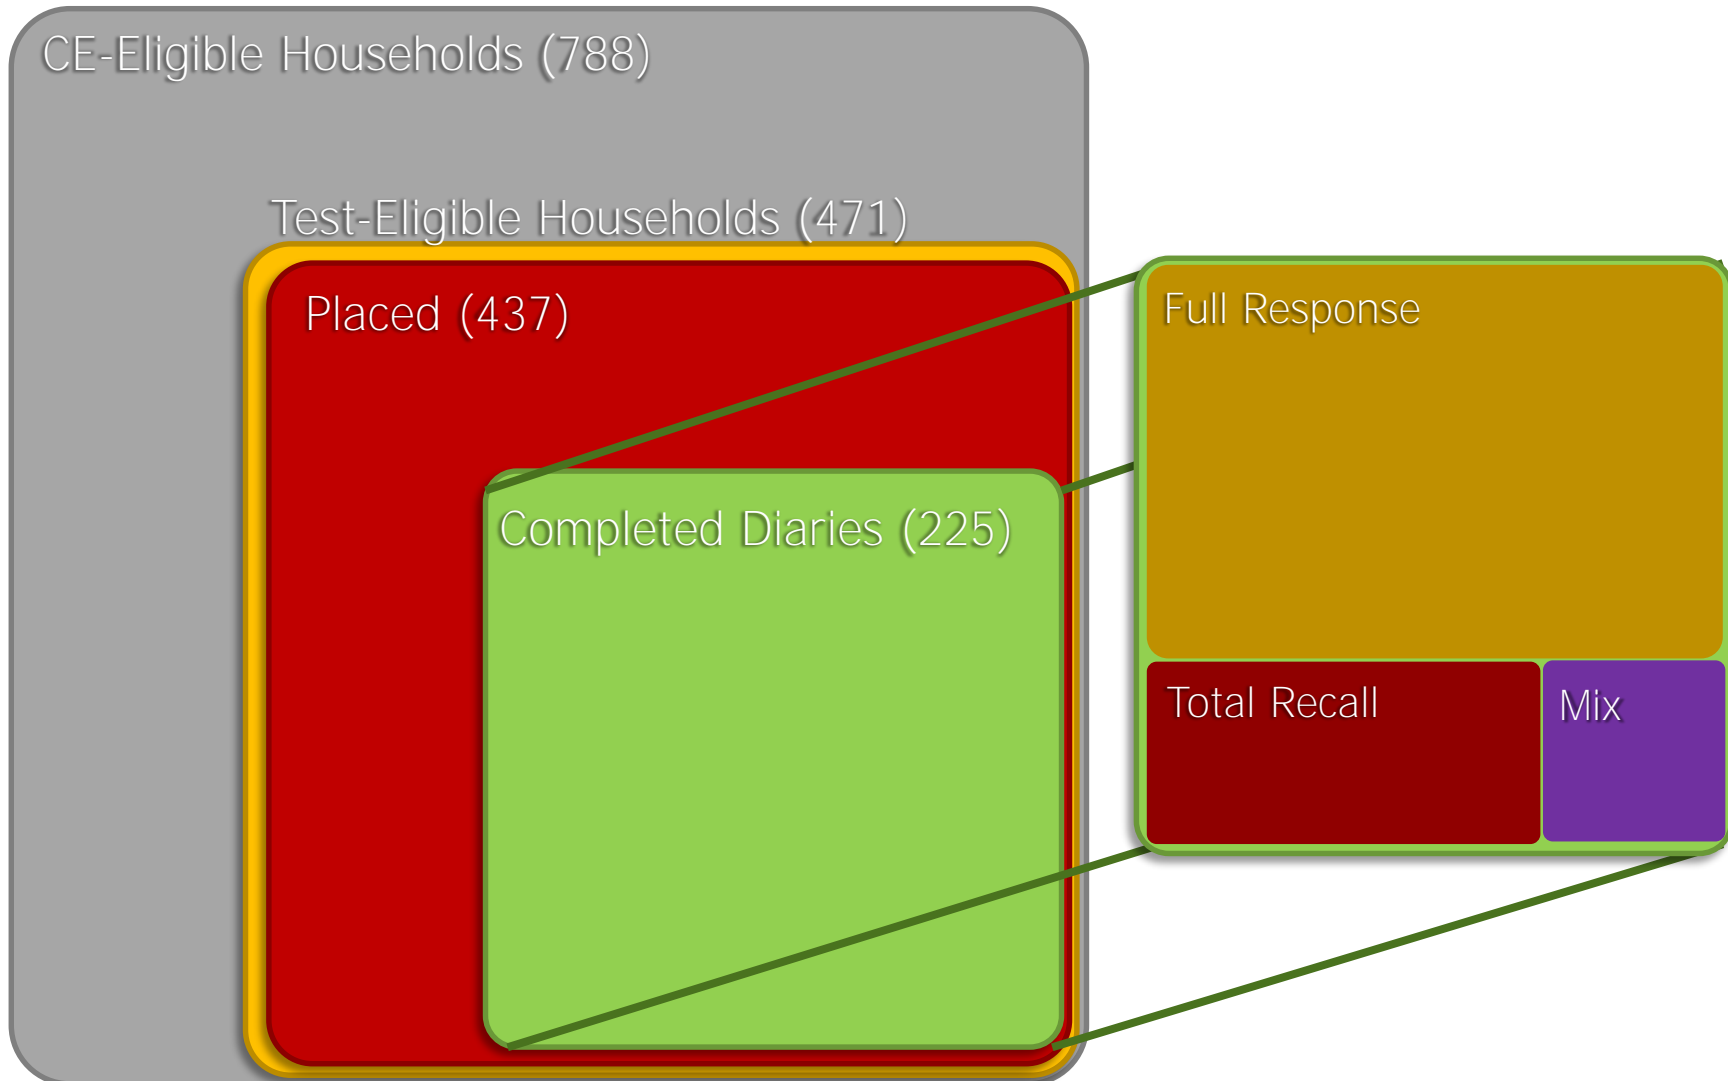 CE-Eligible Households (788)
Test-Eligible Households (471)
Placed (437)
Completed Diaries (225)
Full Response
Total Recall
Mix